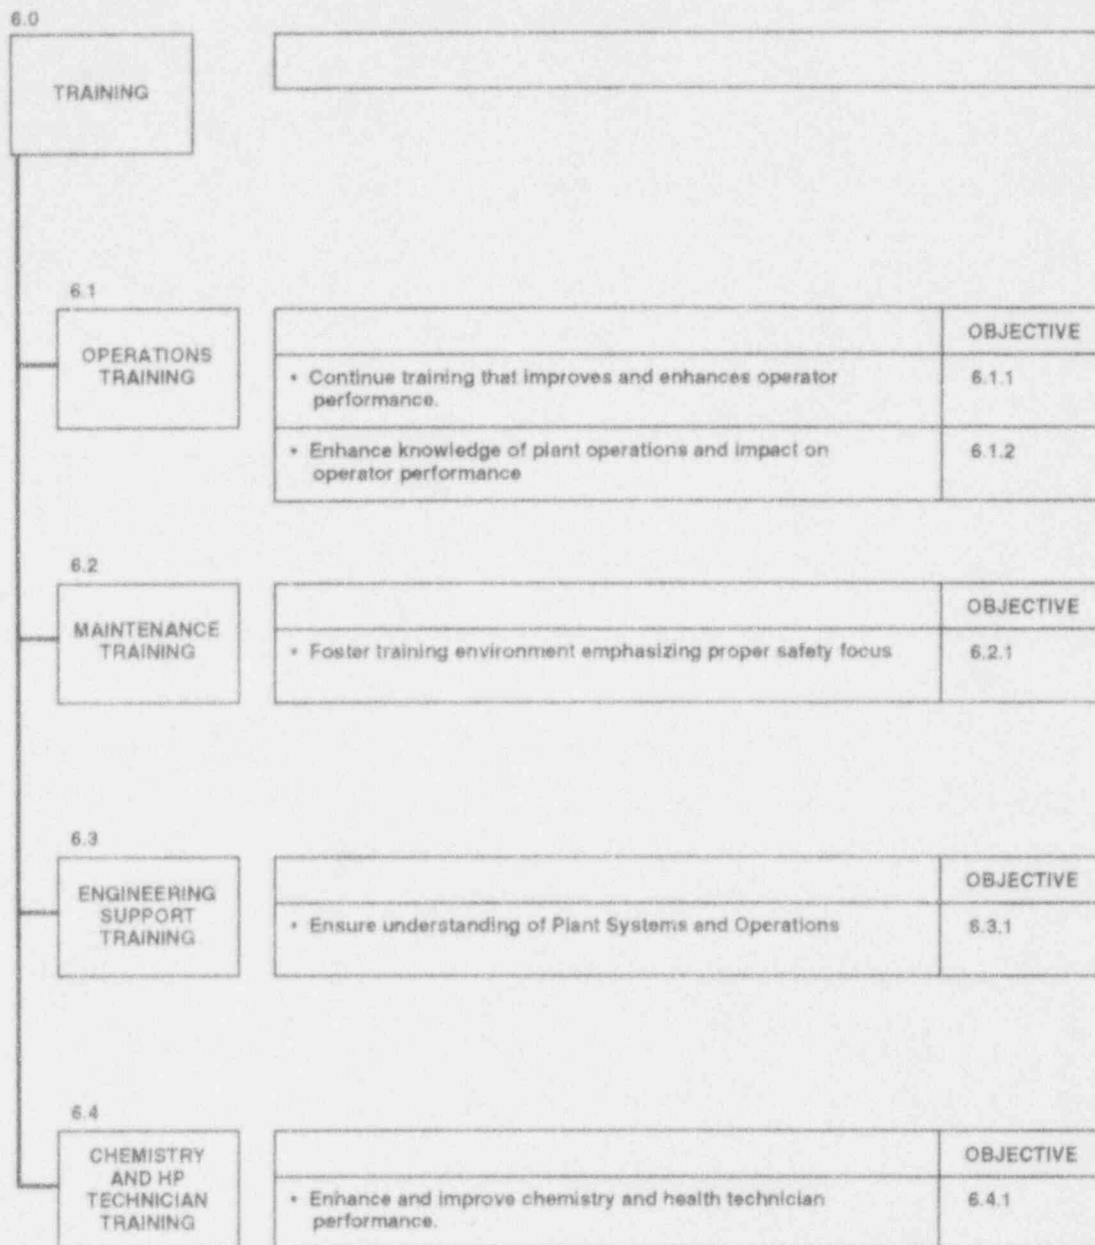 6.0
TRAINING
6.1
OPERATIONS
TRAINING
OBJECTIVE
• Continue training that improves and enhances operator
performance.
6.1.1
• Enhance knowledge of plant operations and impact on
operator performance
6.1.2
6.2
MAINTENANCE
TRAINING
OBJECTIVE
• Foster training environment emphasizing proper safety focus
6.2.1
6.3
ENGINEERING
SUPPORT
TRAINING
OBJECTIVE
• Ensure understanding of Plant Systems and Operations
6.3.1
6.4
CHEMISTRY
AND HP
TECHNICIAN
TRAINING
OBJECTIVE
• Enhance and improve chemistry and health technician
performance.
6.4.1